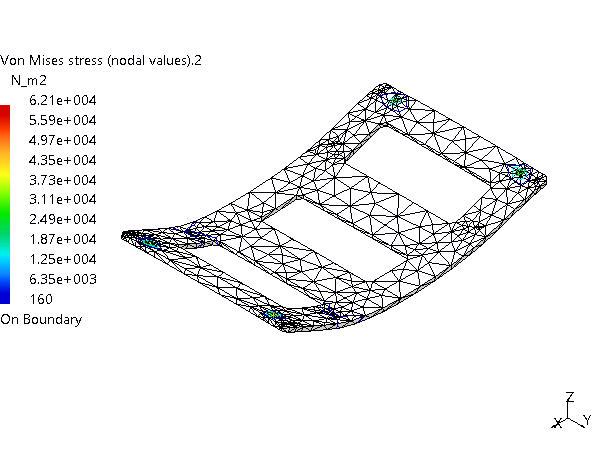 Von Mises stress (nodal values).2
N_m2
6.21e+004
5.59e+004
4.97e+004
4.35e+004
3.73e+004
3.11e+004
2.49e+004
1.87e+004
1.25e+004
6.35e+003
160
On Boundary
Z
X
Y